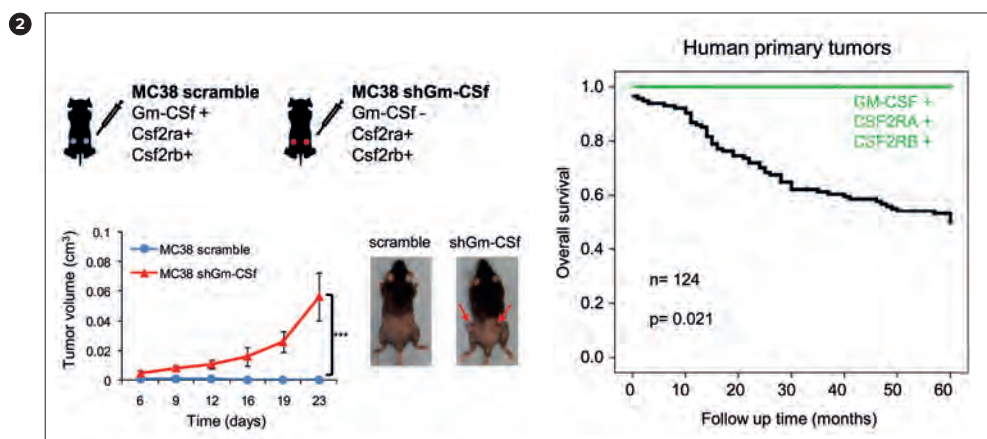 2
MC38 scramble
Gm-CSf +
Csf2ra+
Csf2rb+
MC38 shGm-CSf
Gm-CSf -
Csf2ra+
Csf2rb+
Tumor volume (cm³)
0.1
0.08
0.06
0.04
0.02
0
MC38 scramble
MC38 shGm-CSf
***
6 9 12 16 19 23
Time (days)
scramble shGm-CSf
Human primary tumors
Overall survival
1.0
0.8
0.6
0.4
0.2
0.0
GM-CSF +
CSF2RA +
CSF2RB +
n= 124
p= 0.021
0 10 20 30 40 50 60
Follow up time (months)